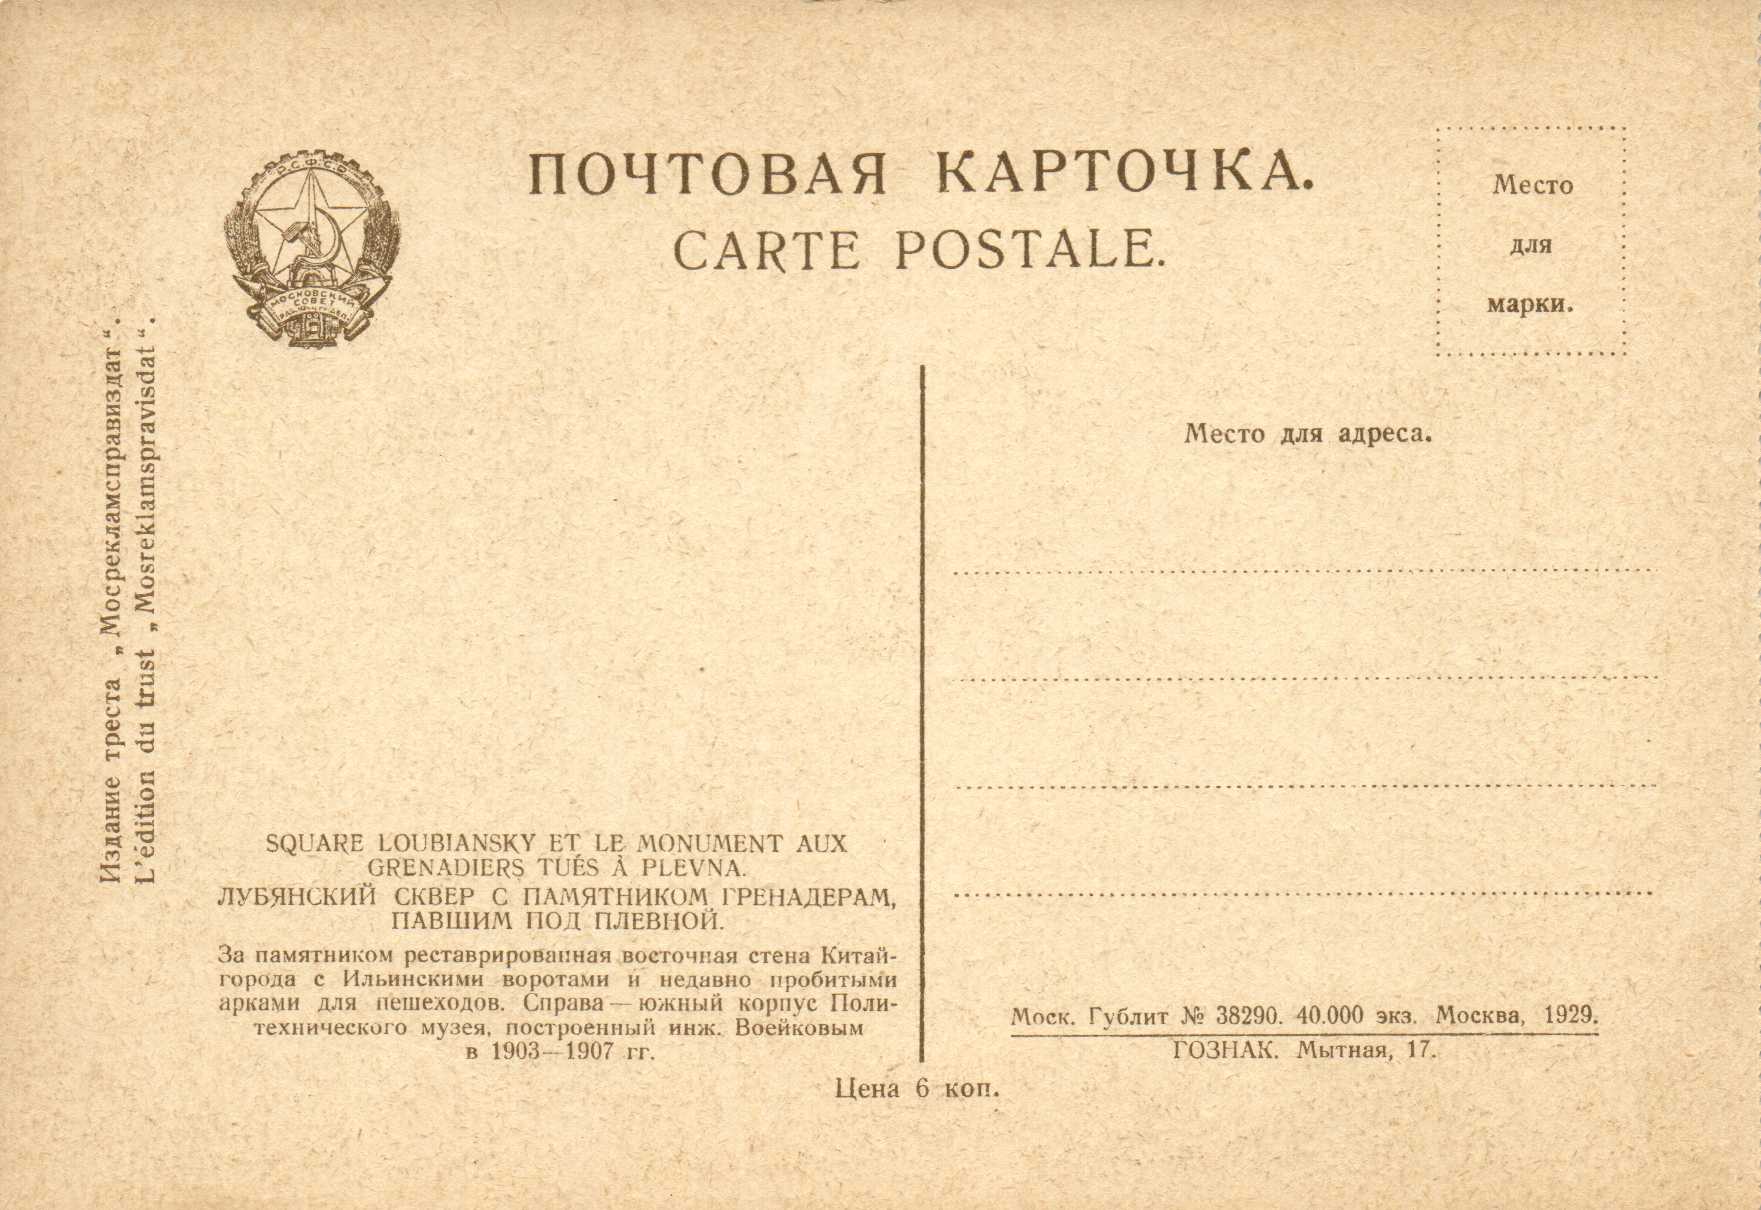 Р.С.Ф.С.Р.
МОСКОВСКИЙ
СОВЕТ
ПОЧТОВАЯ КАРТОЧКА.
CARTE POSTALE.
Место
для
марки.
Издание треста „Мосрекламсправиздат“.
L'édition du trust „Mosreklamspravisdat“.
Место для адреса.
SQUARE LOUBIANSKY ET LE MONUMENT AUX
GRENADIERS TUÉS À PLEVNA.
ЛУБЯНСКИЙ СКВЕР С ПАМЯТНИКОМ ГРЕНАДЕРАМ,
ПАВШИМ ПОД ПЛЕВНОЙ.
За памятником реставрированная восточная стена Китай-
города с Ильинскими воротами и недавно пробитыми
арками для пешеходов. Справа — южный корпус Поли-
технического музея, построенный инж. Воейковым
в 1903—1907 гг.
Моск. Гублит № 38290. 40.000 экз. Москва, 1929.
ГОЗНАК. Мытная, 17.
Цена 6 коп.